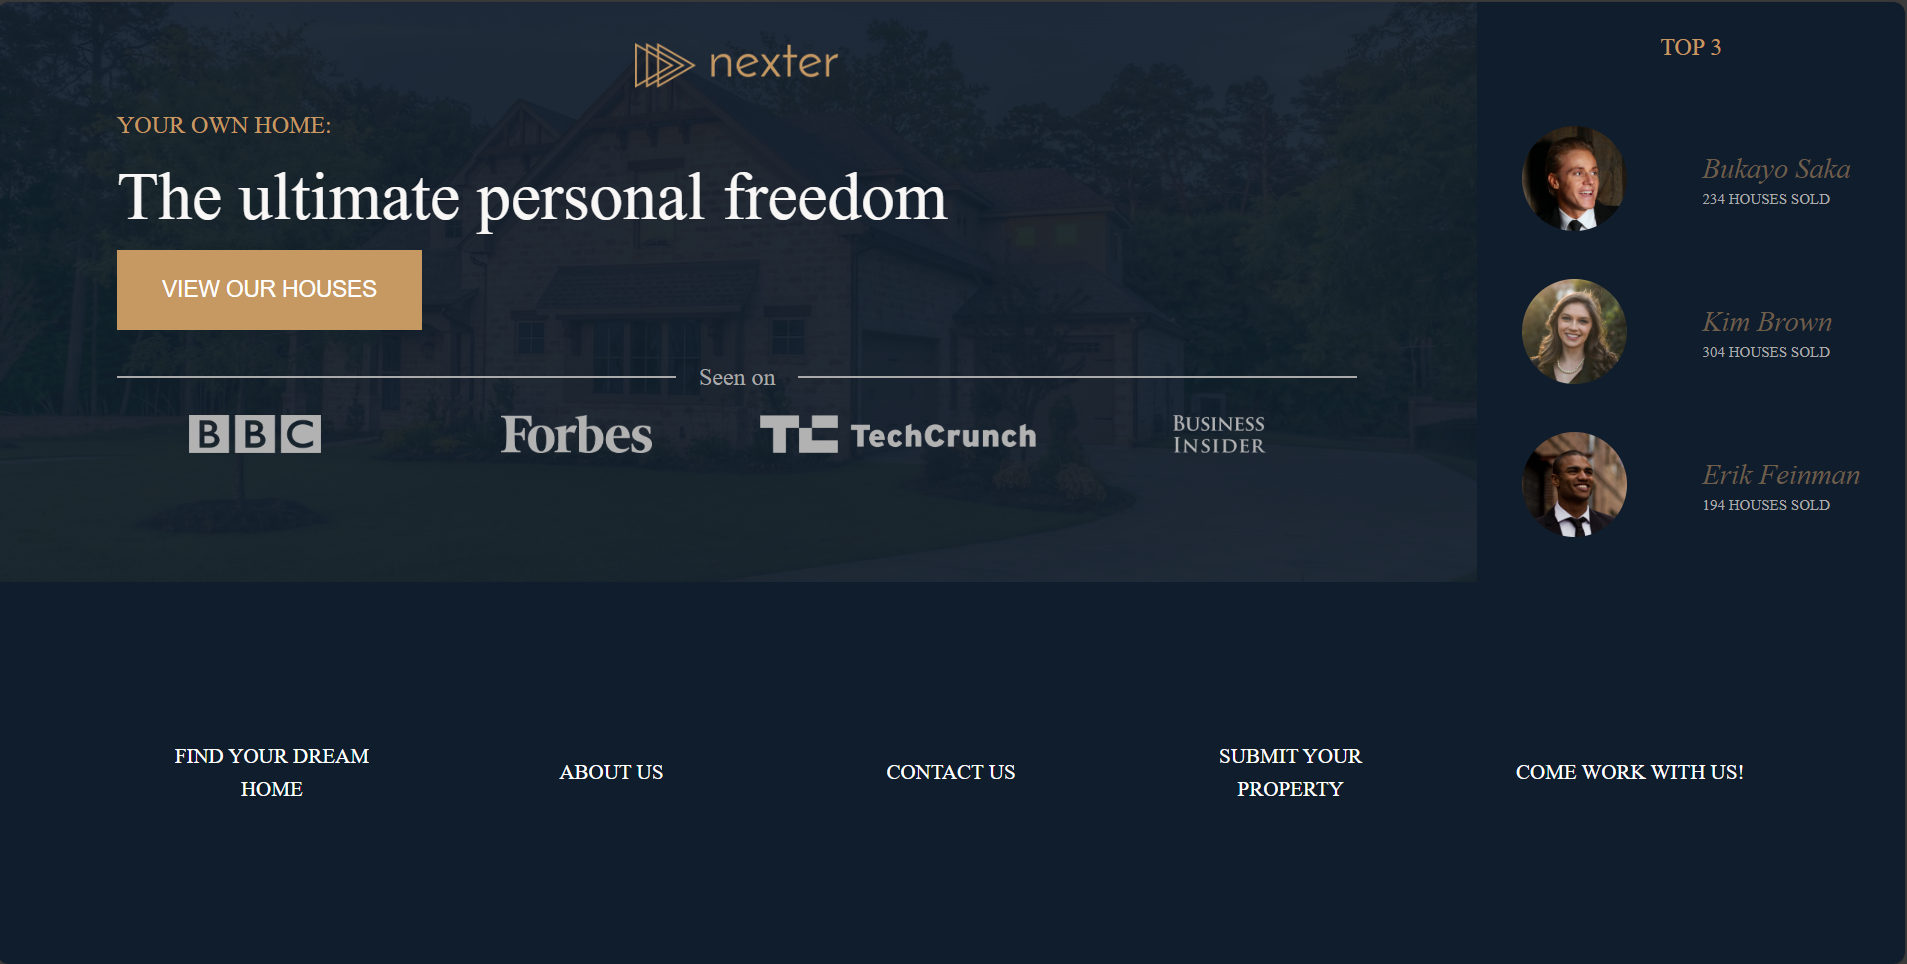 nexter
YOUR OWN HOME:
The ultimate personal freedom
VIEW OUR HOUSES
Seen on
BBC
Forbes
TC TechCrunch
BUSINESS
INSIDER
TOP 3
Bukayo Saka
234 HOUSES SOLD
Kim Brown
304 HOUSES SOLD
Erik Feinman
194 HOUSES SOLD
FIND YOUR DREAM
HOME
ABOUT US
CONTACT US
SUBMIT YOUR
PROPERTY
COME WORK WITH US!